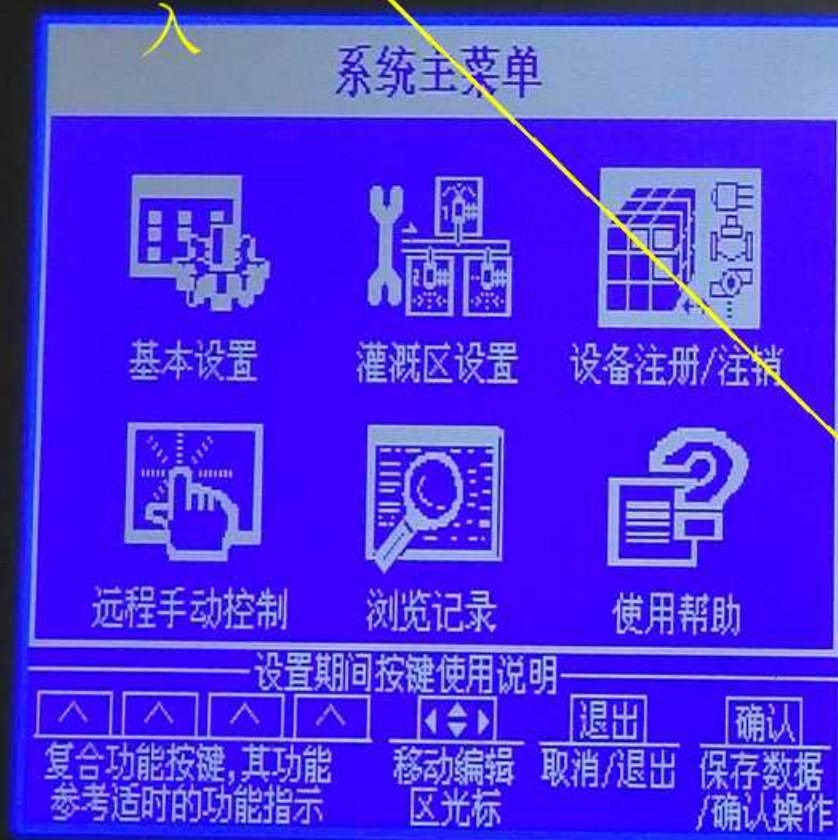 入
系统主菜单
基本设置 灌溉区设置 设备注册/注销
远程手动控制 浏览记录 使用帮助
设置期间按键使用说明
退出 确认
复合功能按键,其功能 移动编辑 取消/退出 保存数据
参考适时的功能指示 区光标 /确认操作